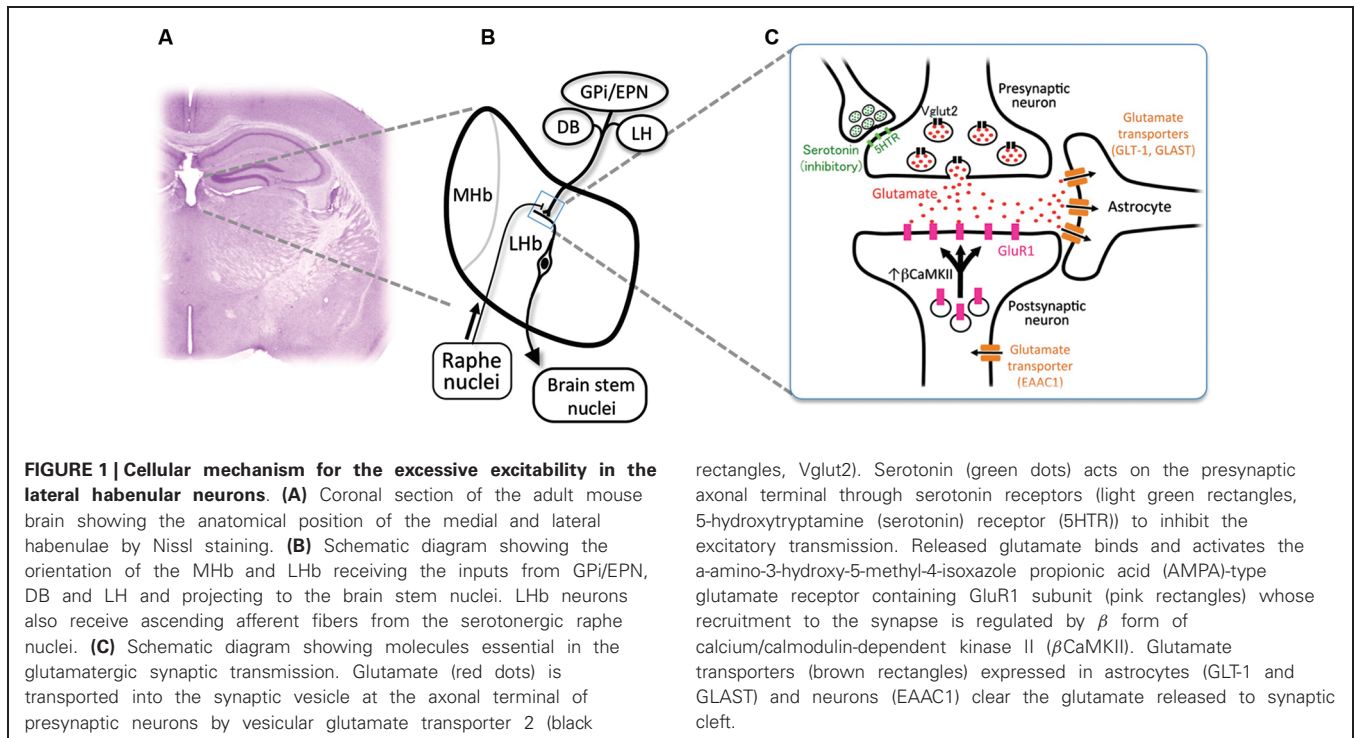 A
B
C
GPi/EPN
DB
LH
MHb
LHb
Raphe
nuclei
Brain stem
nuclei
Vglut2
Presynaptic
neuron
Serotonin
(inhibitory)
5HTR
Glutamate
Glutamate
transporters
(GLT-1, GLAST)
Astrocyte
GluR1
↑βCaMKII
Postsynaptic
neuron
Glutamate
transporter
(EAAC1)
FIGURE 1 | Cellular mechanism for the excessive excitability in the
lateral habenular neurons. (A) Coronal section of the adult mouse
brain showing the anatomical position of the medial and lateral
habenulae by Nissl staining. (B) Schematic diagram showing the
orientation of the MHb and LHb receiving the inputs from GPi/EPN,
DB and LH and projecting to the brain stem nuclei. LHb neurons
also receive ascending afferent fibers from the serotonergic raphe
nuclei. (C) Schematic diagram showing molecules essential in the
glutamatergic synaptic transmission. Glutamate (red dots) is
transported into the synaptic vesicle at the axonal terminal of
presynaptic neurons by vesicular glutamate transporter 2 (black
rectangles, Vglut2). Serotonin (green dots) acts on the presynaptic
axonal terminal through serotonin receptors (light green rectangles,
5-hydroxytryptamine (serotonin) receptor (5HTR)) to inhibit the
excitatory transmission. Released glutamate binds and activates the
a-amino-3-hydroxy-5-methyl-4-isoxazole propionic acid (AMPA)-type
glutamate receptor containing GluR1 subunit (pink rectangles) whose
recruitment to the synapse is regulated by β form of
calcium/calmodulin-dependent kinase II (βCaMKII). Glutamate
transporters (brown rectangles) expressed in astrocytes (GLT-1 and
GLAST) and neurons (EAAC1) clear the glutamate released to synaptic
cleft.